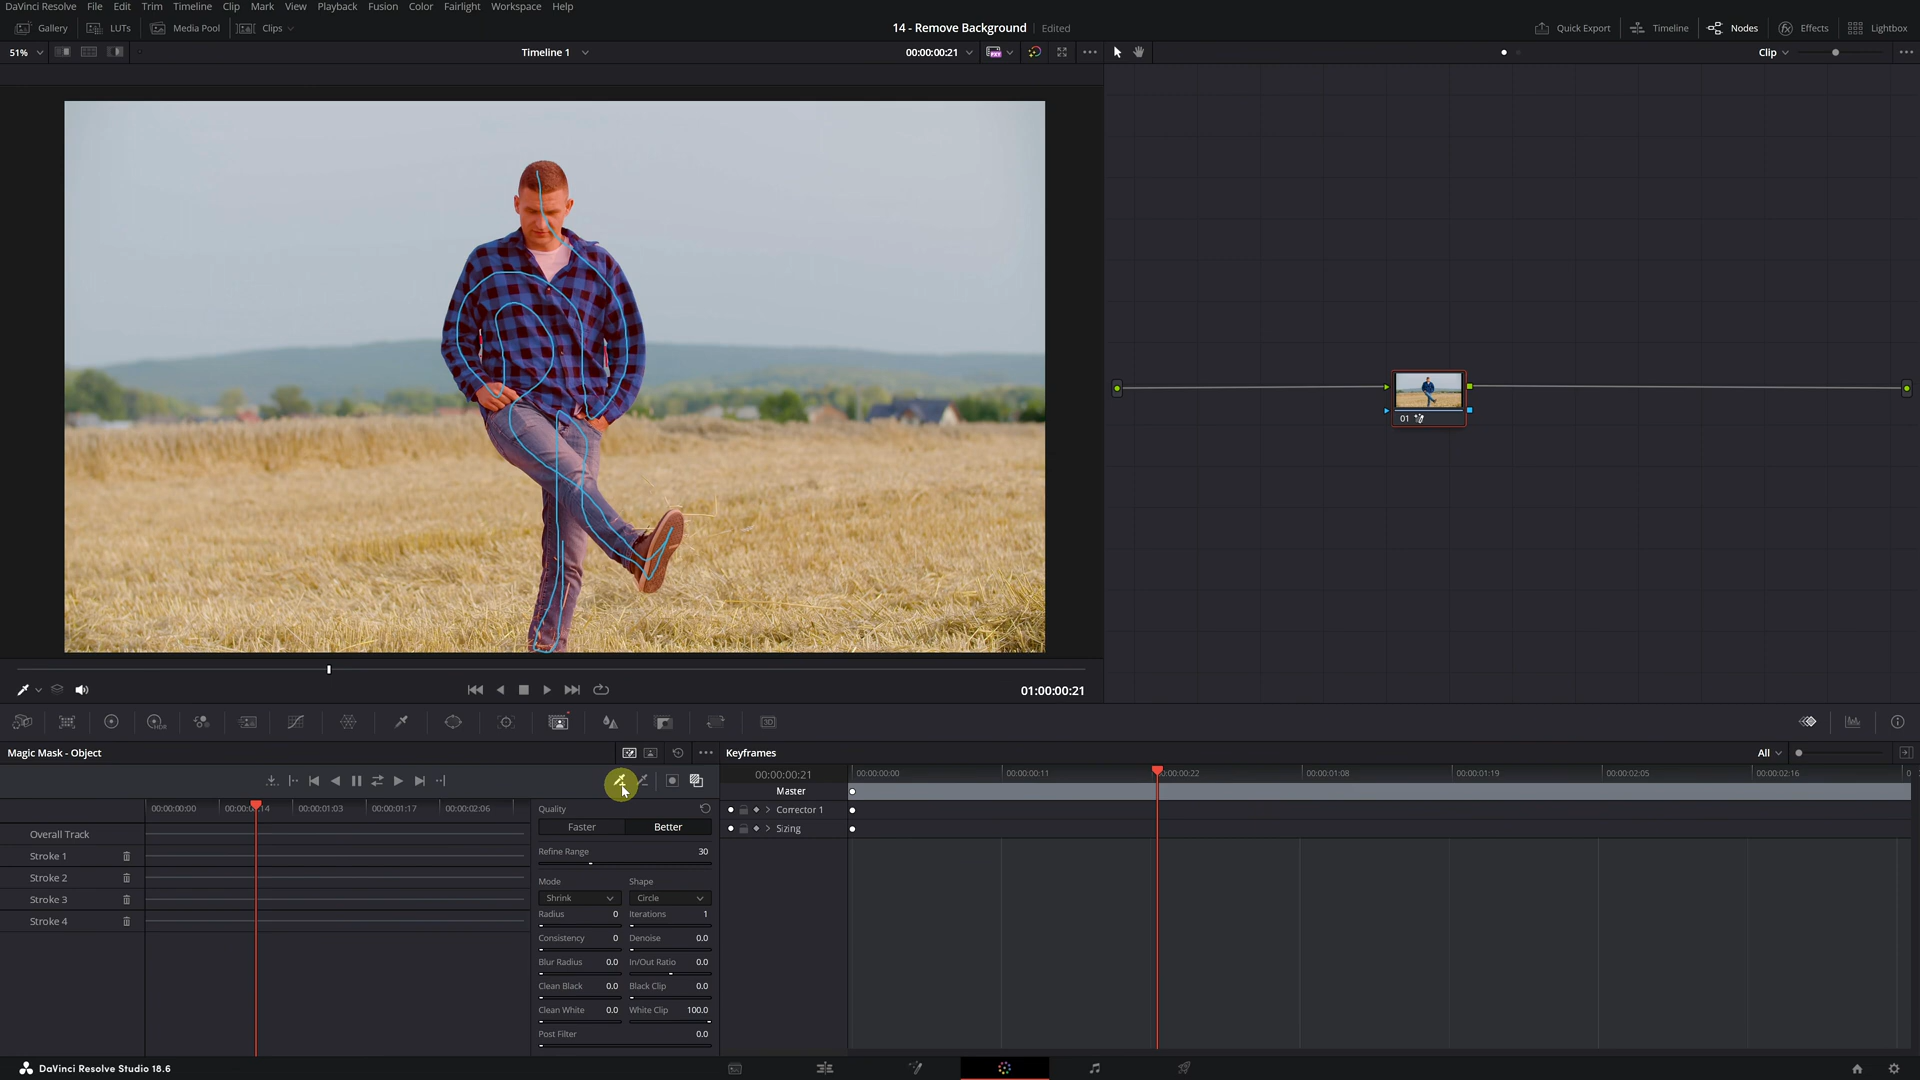 DaVinci Resolve File Edit Trim Timeline Clip Mark View Playback Fusion Color Fairlight Workspace Help
Gallery LUTs Media Pool Clips 14 - Remove Background Edited Quick Export Timeline Nodes Effects Lightbox
51% Timeline 1 00:00:00:21 Clip
01
01:00:00:21
Magic Mask - Object Keyframes All
00:00:00:21 00:00:00:00 00:00:00:11 00:00:01:08 00:00:01:19 00:00:02:05 00:00:02:16
Master
Corrector 1
Sizing
00:00:00:00 00:00:01:03 00:00:01:17 00:00:02:06
Overall Track
Stroke 1
Stroke 2
Stroke 3
Stroke 4
Quality
Faster Better
Refine Range 30
Mode Shape
Shrink Circle
Radius 0 Iterations 1
Consistency 0 Denoise 0.0
Blur Radius 0.0 In/Out Ratio 0.0
Clean Black 0.0 Black Clip 0.0
Clean White 0.0 White Clip 100.0
Post Filter 0.0
DaVinci Resolve Studio 18.6